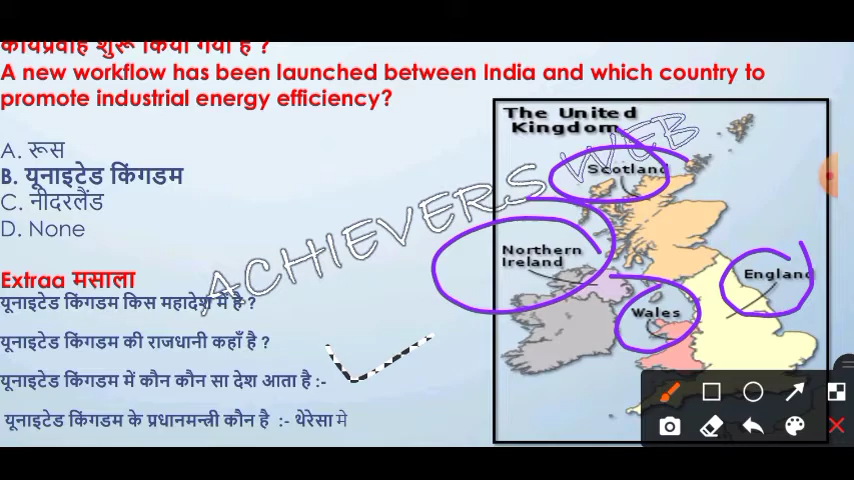 कार्यप्रवाह शुरू किया गया है ?
A new workflow has been launched between India and which country to
promote industrial energy efficiency?
A. रूस
B. यूनाइटेड किंगडम
C. नीदरलैंड
D. None
Extraa मसाला
यूनाइटेड किंगडम किस महादेश में है ?
यूनाइटेड किंगडम की राजधानी कहाँ है ?
यूनाइटेड किंगडम में कौन कौन सा देश आता है :-
यूनाइटेड किंगडम के प्रधानमन्त्री कौन है :- थेरेसा मे
The United
Kingdom
Scotland
Northern
Ireland
England
Wales
ACHIEVERS WEB